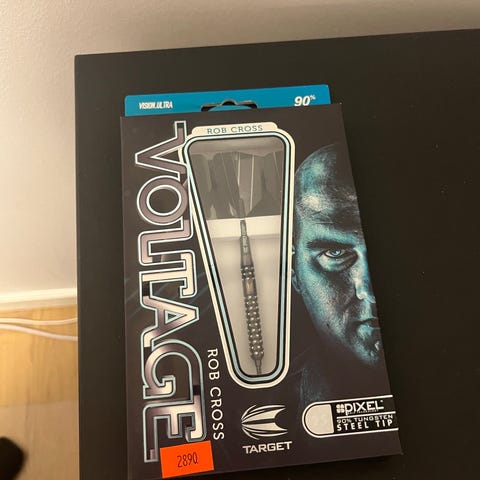 VISION.ULTRA
90%
ROB CROSS
VOLTAGE
ROB CROSS
TARGET
PIXEL
90% TUNGSTEN
STEEL TIP
2890